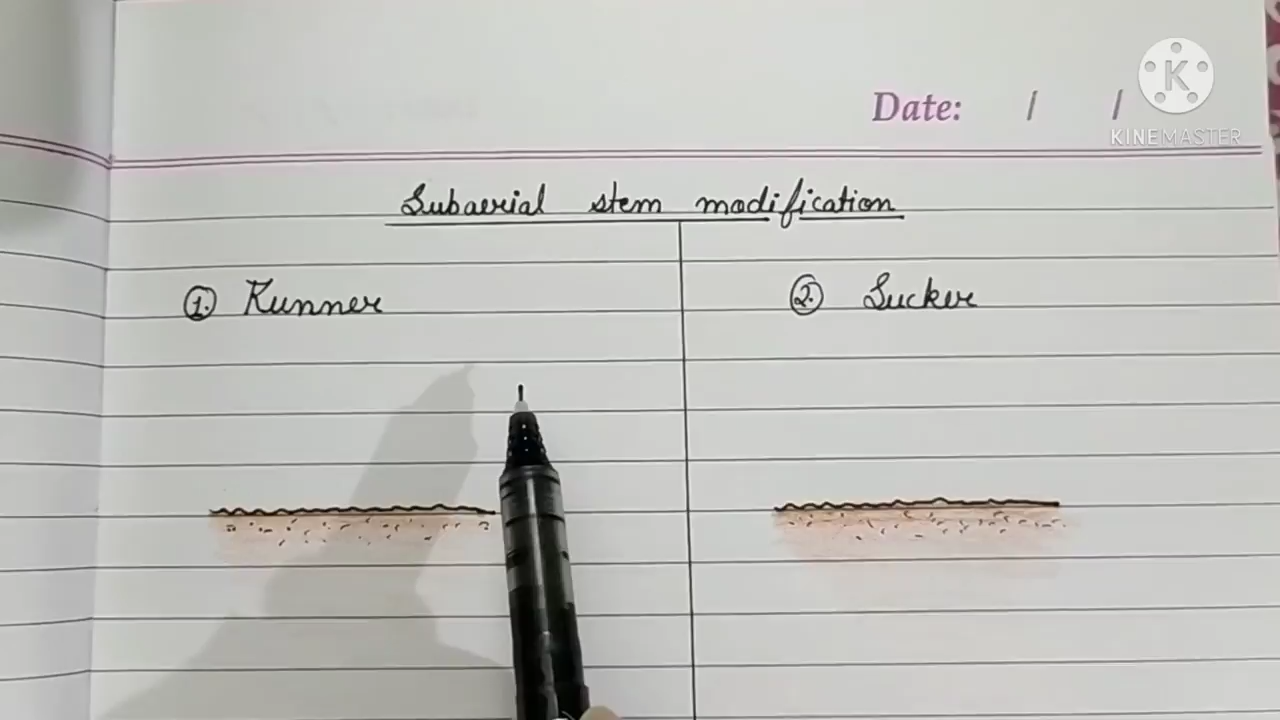 Date: / /
KINEMASTER
Subaerial stem modification
1. Runner
2. Sucker